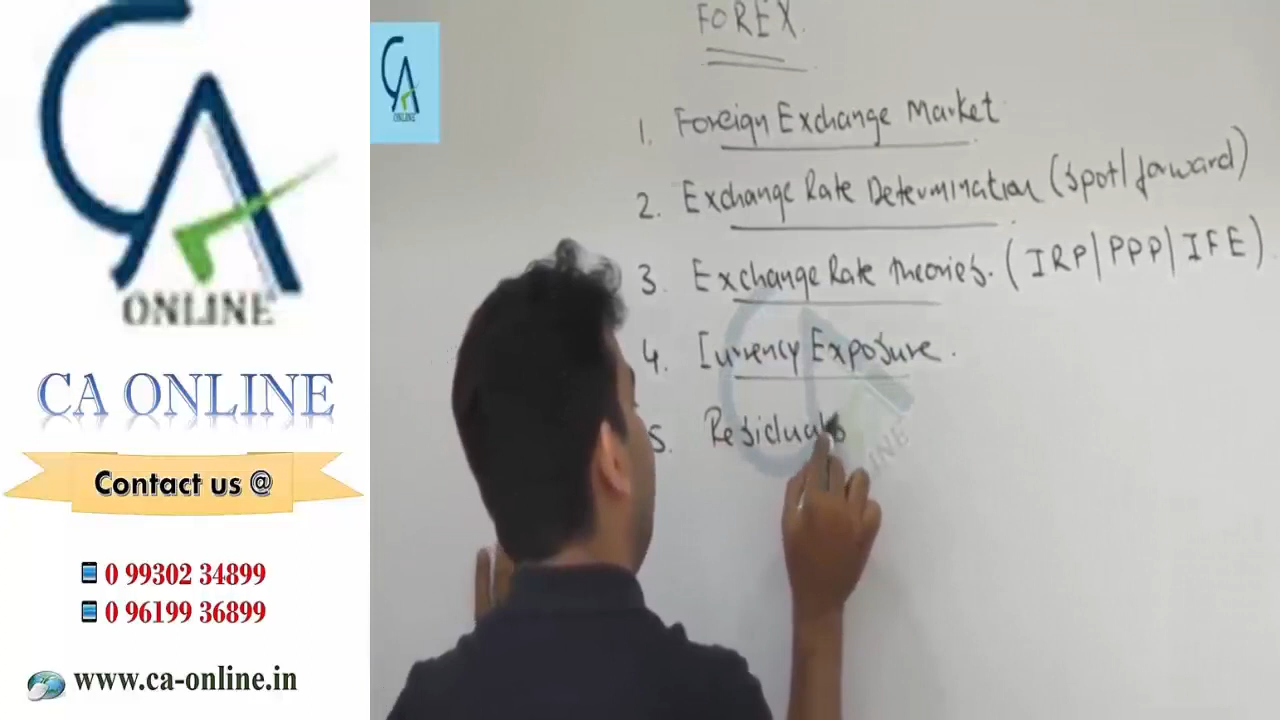 CA
ONLINE
CA ONLINE
Contact us @
0 99302 34899
0 96199 36899
www.ca-online.in
CA
ONLINE
FOREX.
1. Foreign Exchange Market
2. Exchange Rate Determination (spot/forward)
3. Exchange Rate theories. (IRP|PPP|IFE)
4. Currency Exposure.
5. Residuals